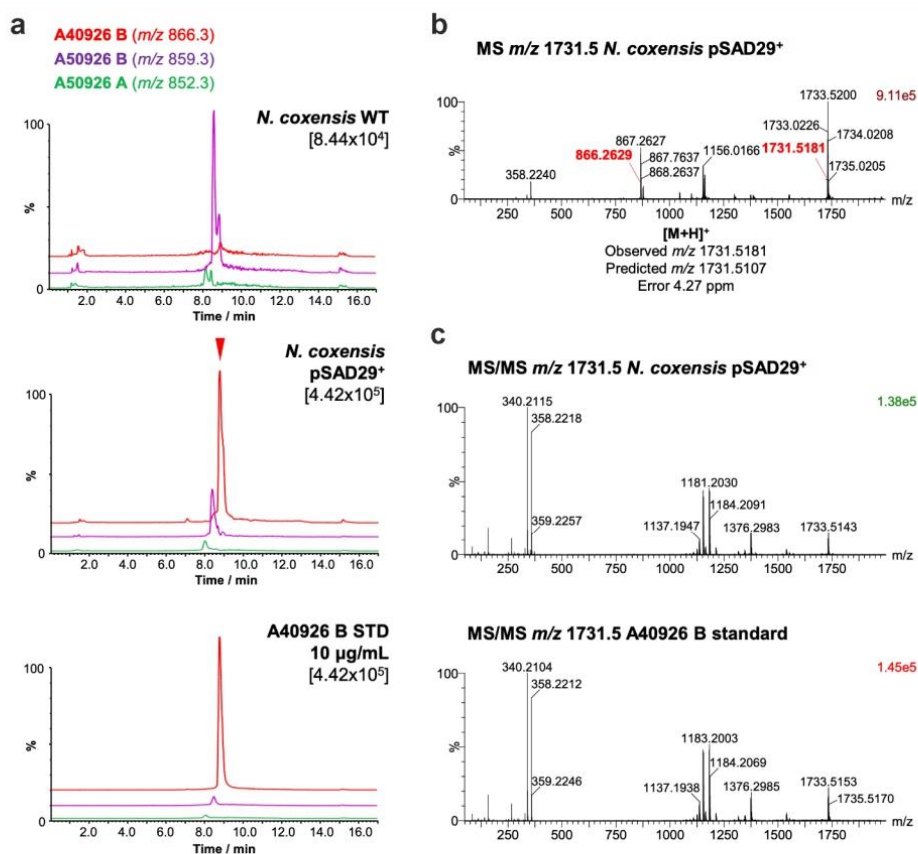 a
A40926 B (m/z 866.3)
A50926 B (m/z 859.3)
A50926 A (m/z 852.3)
N. coxensis WT
[8.44x10⁴]
100
%
0
2.0 4.0 6.0 8.0 10.0 12.0 14.0 16.0
Time / min
N. coxensis
pSAD29⁺
[4.42x10⁵]
100
%
0
2.0 4.0 6.0 8.0 10.0 12.0 14.0 16.0
Time / min
A40926 B STD
10 µg/mL
[4.42x10⁵]
100
%
0
2.0 4.0 6.0 8.0 10.0 12.0 14.0 16.0
Time / min
b
MS m/z 1731.5 N. coxensis pSAD29⁺
1733.5200 9.11e5
100
1733.0226
1734.0208
867.2627
1731.5181
866.2629
867.7637
1156.0166
1735.0205
868.2637
358.2240
%
0
250 500 750 1000 1250 1500 1750 m/z
[M+H]⁺
Observed m/z 1731.5181
Predicted m/z 1731.5107
Error 4.27 ppm
c
MS/MS m/z 1731.5 N. coxensis pSAD29⁺
340.2115 1.38e5
100
358.2218
%
1181.2030
1184.2091
359.2257
1137.1947
1376.2983
1733.5143
0
250 500 750 1000 1250 1500 1750 m/z
MS/MS m/z 1731.5 A40926 B standard
340.2104 1.45e5
100
358.2212
%
1183.2003
1184.2069
359.2246
1137.1938
1376.2985
1733.5153
1735.5170
0
250 500 750 1000 1250 1500 1750 m/z